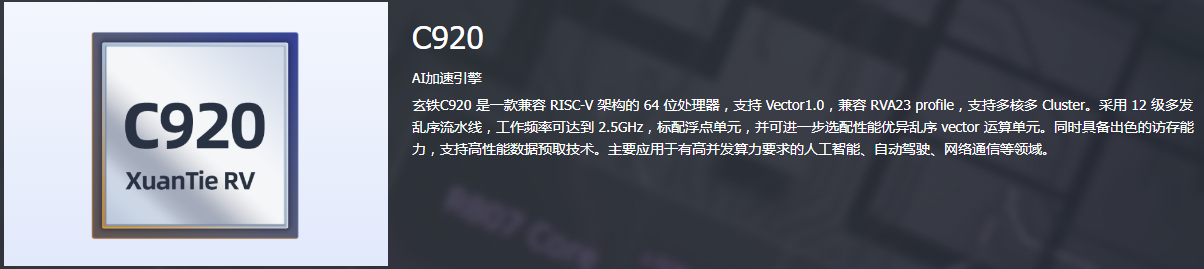 C920
XuanTie RV
C920
AI加速引擎
玄铁C920 是一款兼容 RISC-V 架构的 64 位处理器，支持 Vector1.0，兼容 RVA23 profile，支持多核多 Cluster。采用 12 级多发
乱序流水线，工作频率可达到 2.5GHz，标配浮点单元，并可进一步选配性能优异乱序 vector 运算单元。同时具备出色的访存能
力，支持高性能数据预取技术。主要应用于有高并发算力要求的人工智能、自动驾驶、网络通信等领域。
R807 Core